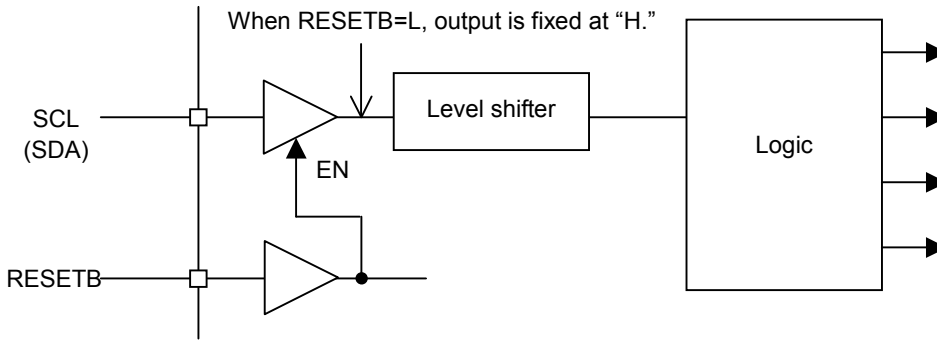 When RESETB=L, output is fixed at “H.”
SCL
(SDA)
Level shifter
Logic
EN
RESETB